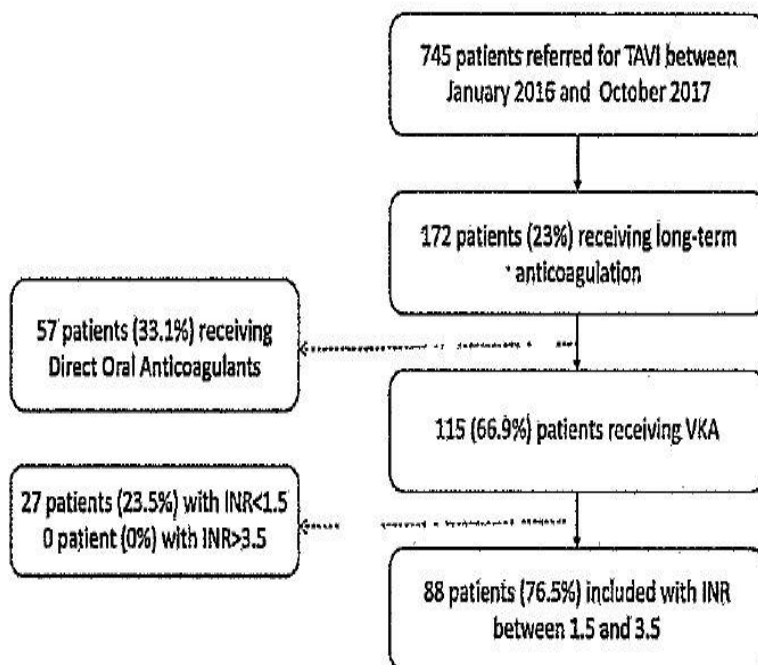 745 patients referred for TAVI between
January 2016 and October 2017
172 patients (23%) receiving long-term
anticoagulation
57 patients (33.1%) receiving
Direct Oral Anticoagulants
115 (66.9%) patients receiving VKA
27 patients (23.5%) with INR<1.5
0 patient (0%) with INR>3.5
88 patients (76.5%) included with INR
between 1.5 and 3.5